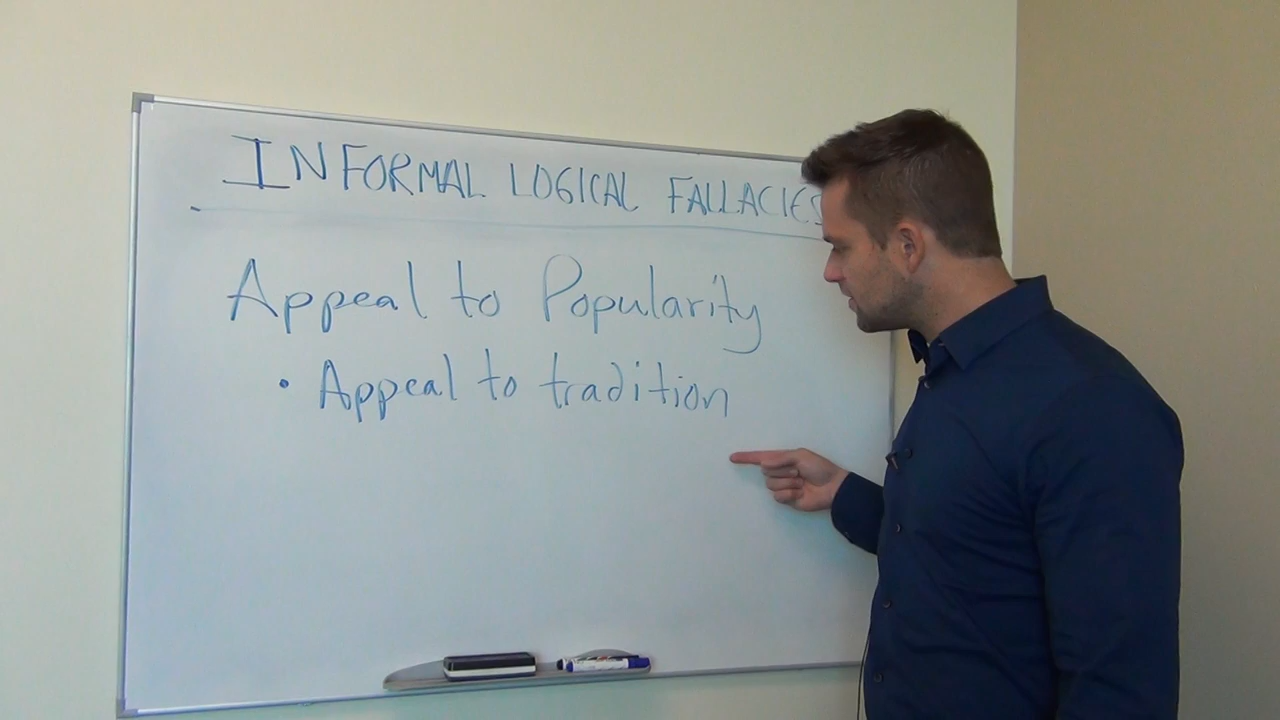 INFORMAL LOGICAL FALLACIES
Appeal to Popularity
• Appeal to tradition